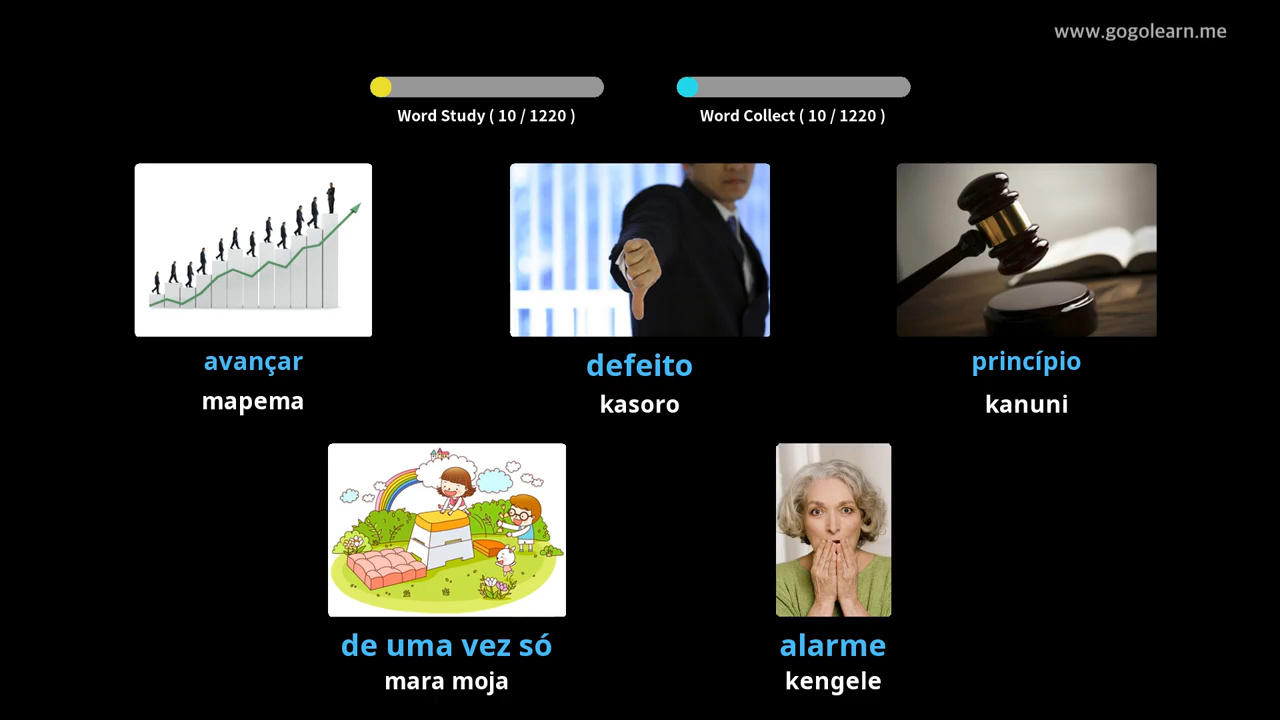 www.gogolearn.me
Word Study ( 10 / 1220 )
Word Collect ( 10 / 1220 )
avançar
mapema
defeito
kasoro
princípio
kanuni
de uma vez só
mara moja
alarme
kengele